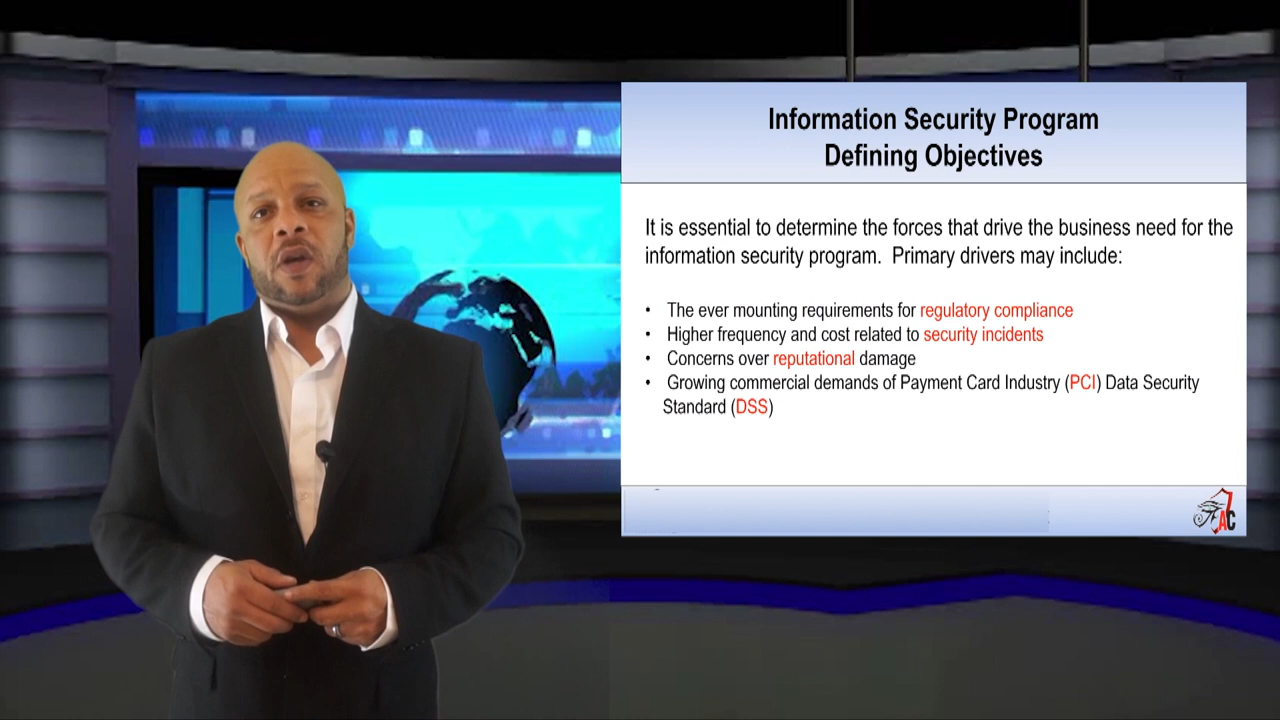 Information Security Program
Defining Objectives
It is essential to determine the forces that drive the business need for the
information security program.  Primary drivers may include:
• The ever mounting requirements for regulatory compliance
• Higher frequency and cost related to security incidents
• Concerns over reputational damage
• Growing commercial demands of Payment Card Industry (PCI) Data Security
Standard (DSS)
AC